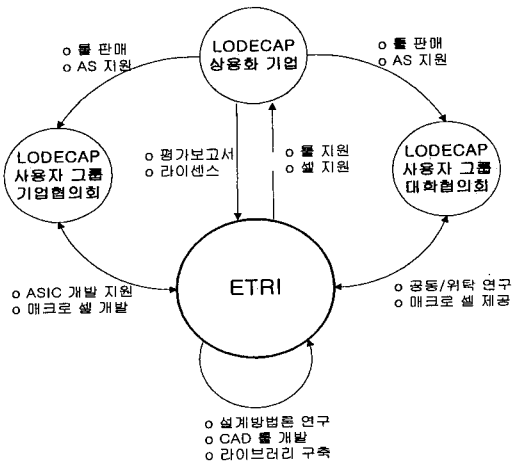 o 툴 판매
o AS 지원
LODECAP
상용화 기업
o 툴 판매
o AS 지원
LODECAP
사용자 그룹
기업협의회
o 평가보고서
o 라이센스
o 툴 지원
o 셀 지원
LODECAP
사용자 그룹
대학협의회
o ASIC 개발 지원
o 매크로 셀 개발
ETRI
o 공동/위탁 연구
o 매크로 셀 제공
o 설계방법론 연구
o CAD 툴 개발
o 라이브러리 구축